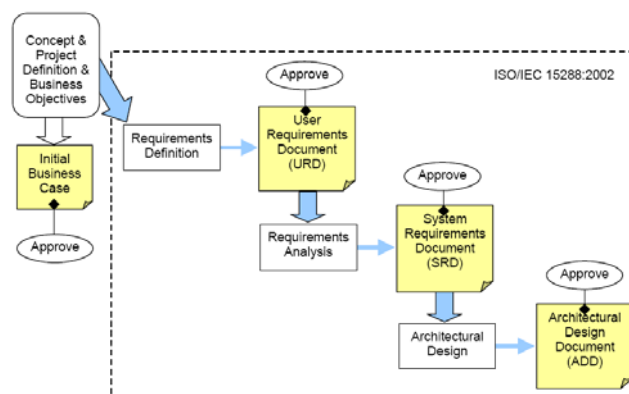 Concept &
Project
Definition &
Business
Objectives
Approve
ISO/IEC 15288:2002
Requirements
Definition
User
Requirements
Document
(URD)
Initial
Business
Case
Approve
Approve
Requirements
Analysis
System
Requirements
Document
(SRD)
Approve
Architectural
Design
Architectural
Design
Document
(ADD)